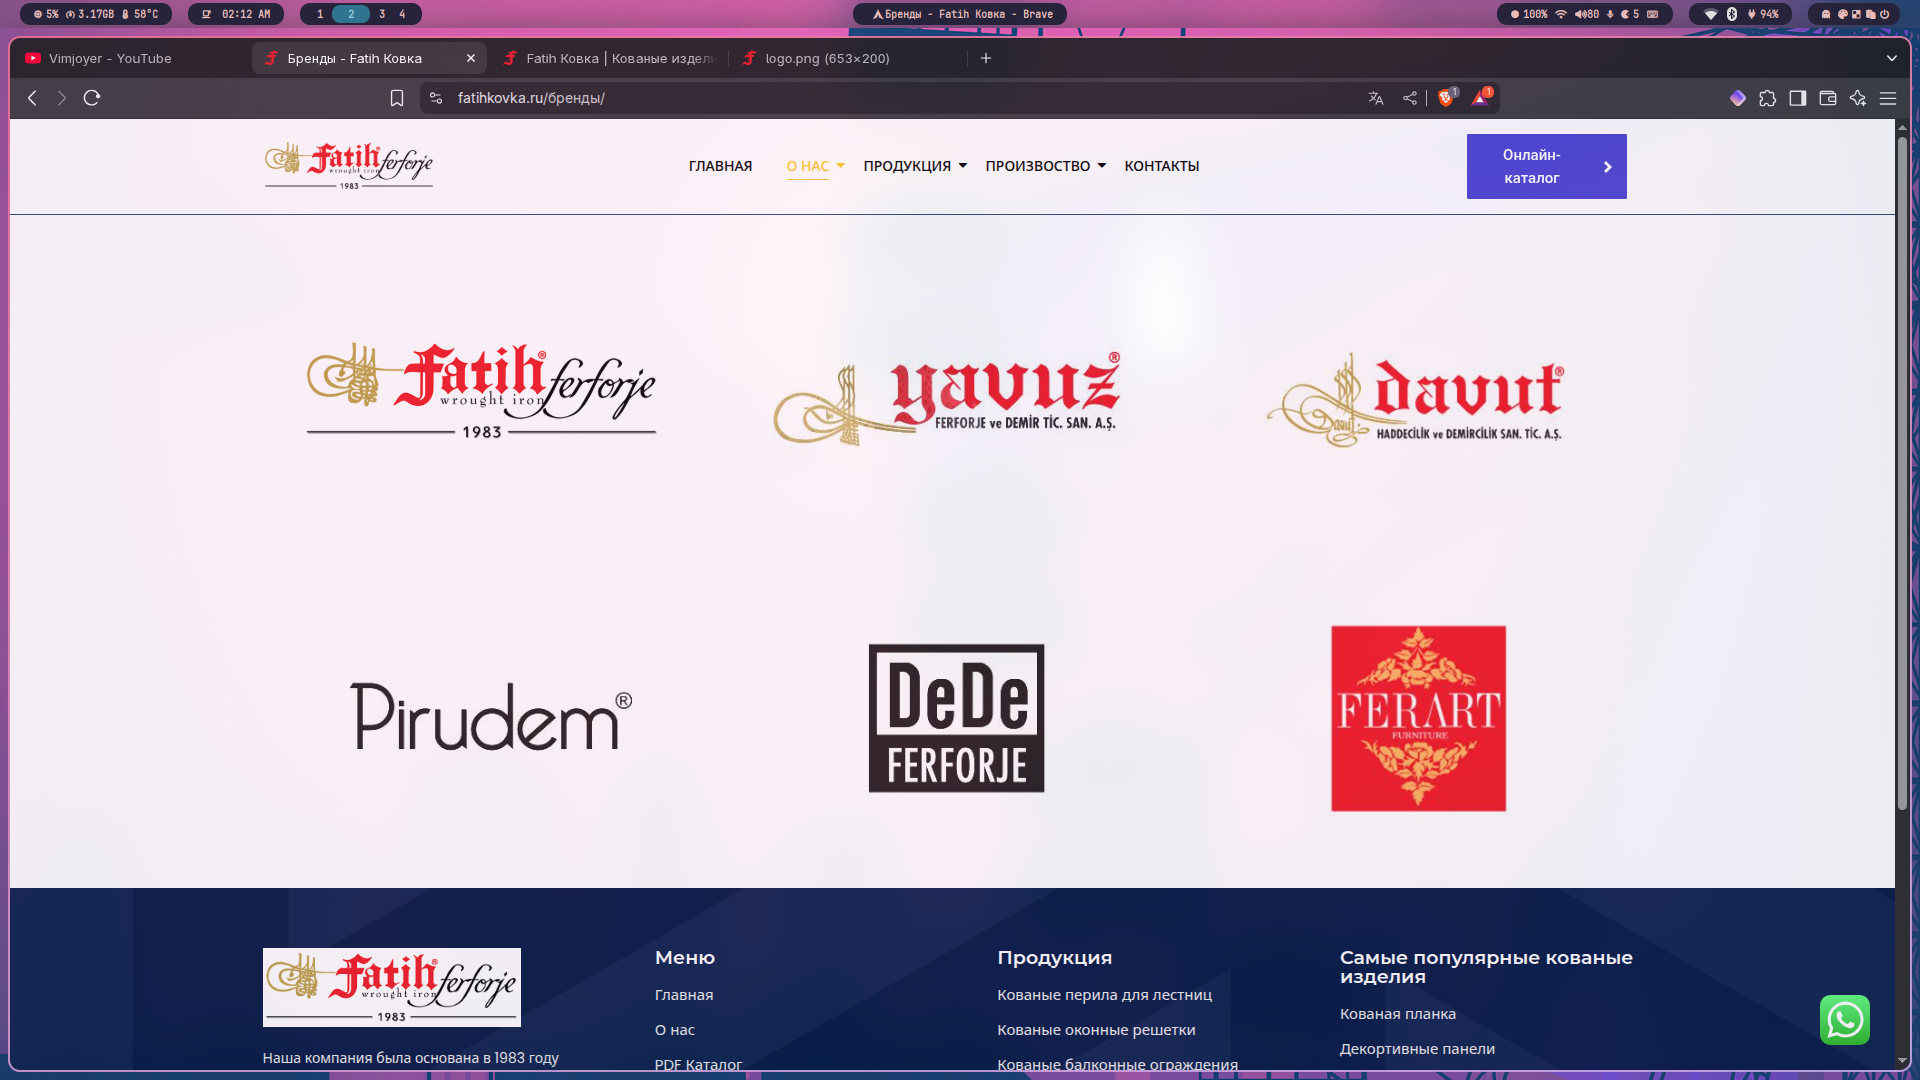 5% 3.17GB 58°C
02:12 AM
1 2 3 4
Бренды - Fatih Ковка - Brave
100% 80 5
94%
Vimjoyer - YouTube
Бренды - Fatih Ковка
Fatih Ковка | Кованые издели
logo.png (653×200)
fatihkovka.ru/бренды/
1
1
Fatih
wrought iron
ferforje
1983
ГЛАВНАЯ
О НАС
ПРОДУКЦИЯ
ПРОИЗВОСТВО
КОНТАКТЫ
Онлайн-
каталог
Fatih®
wrought iron
ferforje
1983
yavuz®
FERFORJE ve DEMİR TİC. SAN. A.Ş.
davut®
HADDECİLİK ve DEMİRCİLİK SAN. TİC. A.Ş.
Pirudem®
DeDe
FERFORJE
FERART
FURNITURE
Fatih®
wrought iron
ferforje
1983
Наша компания была основана в 1983 году
Меню
Главная
О нас
PDF Каталог
Продукция
Кованые перила для лестниц
Кованые оконные решетки
Кованые балконные ограждения
Самые популярные кованые
изделия
Кованая планка
Декортивные панели